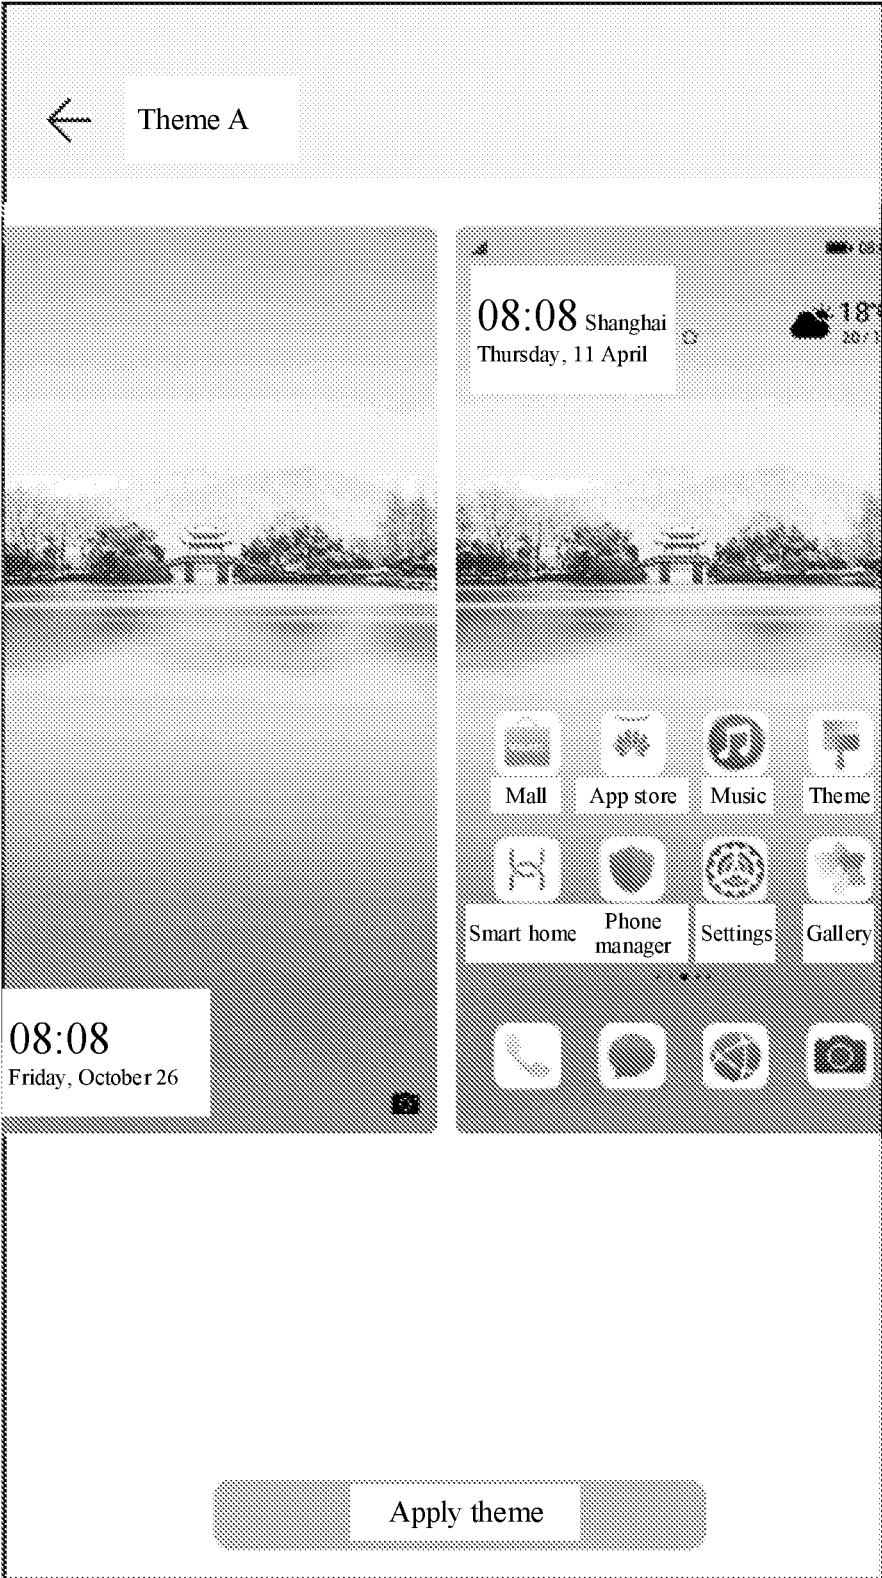 Theme A
08:08 Shanghai
Thursday, 11 April
18°
Mall
App store
Music
Theme
Smart home
Phone
manager
Settings
Gallery
08:08
Friday, October 26
Apply theme